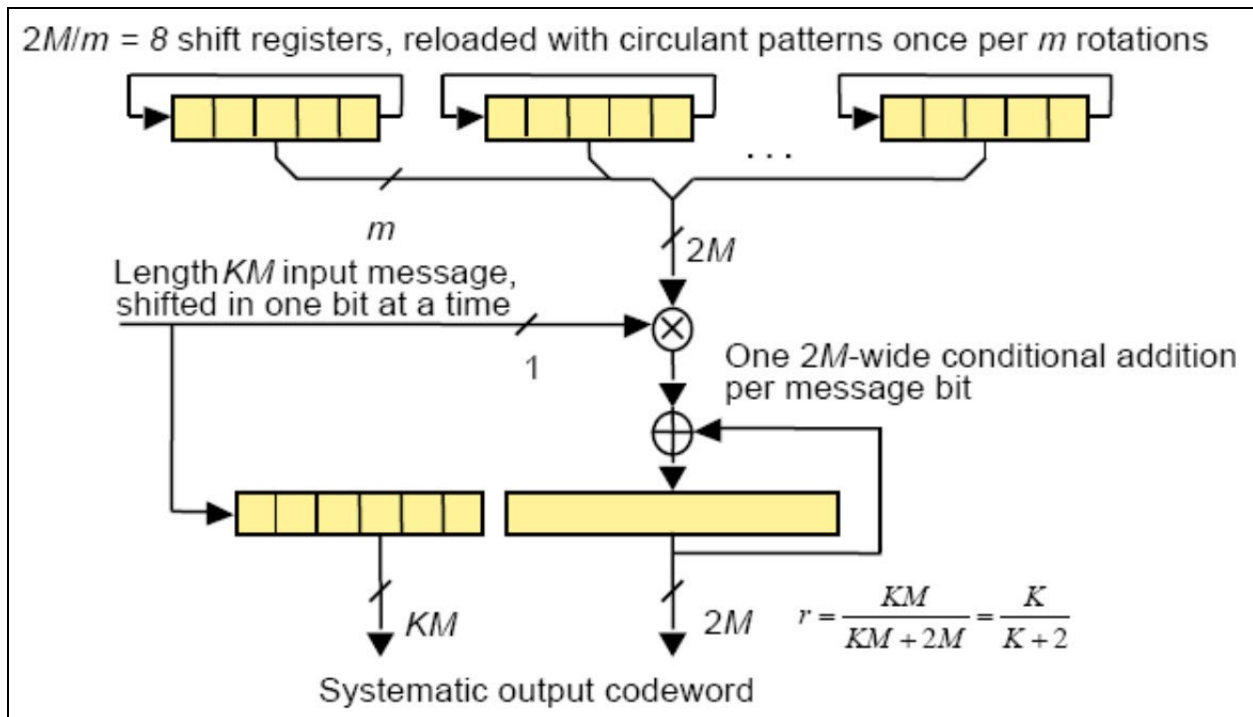 2M/m = 8 shift registers, reloaded with circulant patterns once per m rotations
. . .
m
2M
Length KM input message,
shifted in one bit at a time
1
One 2M-wide conditional addition
per message bit
KM
2M
r = KM / (KM + 2M) = K / (K + 2)
Systematic output codeword